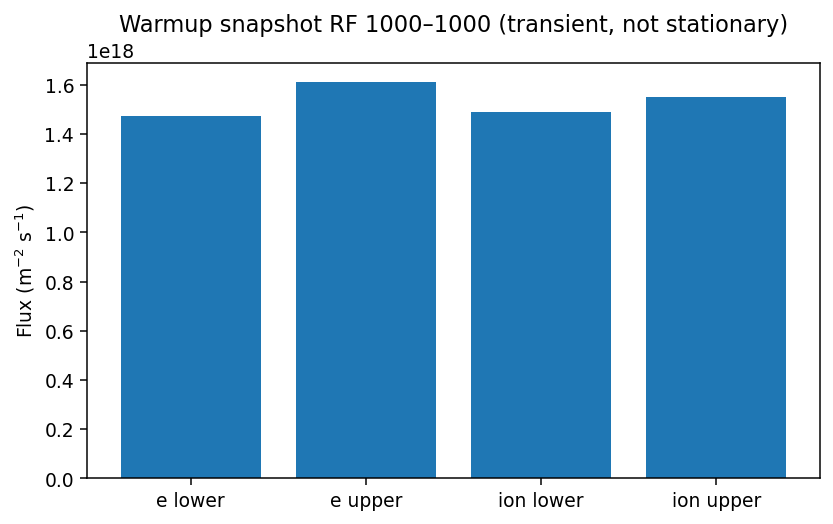 Warmup snapshot RF 1000–1000 (transient, not stationary)
1e18
1.6
1.4
1.2
1.0
0.8
0.6
0.4
0.2
0.0
Flux (m⁻² s⁻¹)
e lower
e upper
ion lower
ion upper